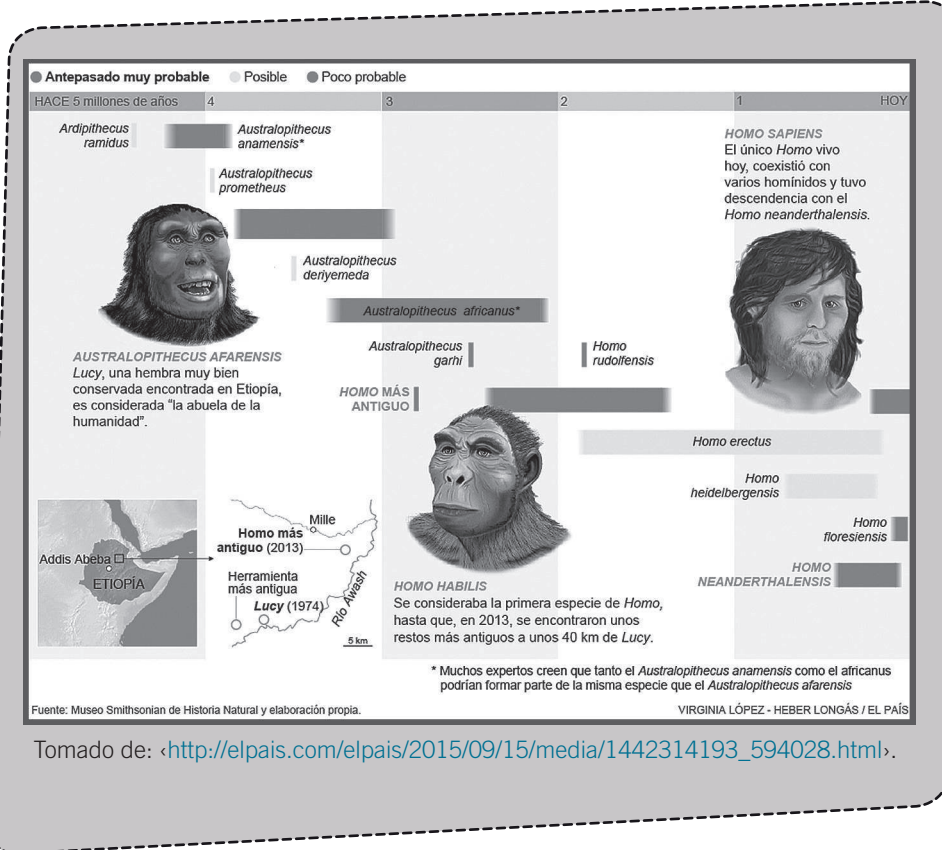 Antepasado muy probable
Posible
Poco probable
HACE 5 millones de años
4
3
2
1
HOY
Ardipithecus
ramidus
Australopithecus
anamensis*
Australopithecus
prometheus
Australopithecus
deriyemeda
Australopithecus africanus*
AUSTRALOPITHECUS AFARENSIS
Lucy, una hembra muy bien
conservada encontrada en Etiopía,
es considerada “la abuela de la
humanidad”.
Australopithecus
garhi
Homo
rudolfensis
HOMO MÁS
ANTIGUO
HOMO SAPIENS
El único Homo vivo
hoy, coexistió con
varios homínidos y tuvo
descendencia con el
Homo neanderthalensis.
Homo erectus
Homo
heidelbergensis
Homo
floresiensis
HOMO
NEANDERTHALENSIS
HOMO HABILIS
Se consideraba la primera especie de Homo,
hasta que, en 2013, se encontraron unos
restos más antiguos a unos 40 km de Lucy.
Addis Abeba
ETIOPÍA
Mille
Homo más
antiguo (2013)
Herramienta
más antigua
Lucy (1974)
Río Awash
5 km
* Muchos expertos creen que tanto el Australopithecus anamensis como el africanus
podrían formar parte de la misma especie que el Australopithecus afarensis
Fuente: Museo Smithsonian de Historia Natural y elaboración propia.
VIRGINIA LÓPEZ - HEBER LONGÁS / EL PAÍS
Tomado de: ‹http://elpais.com/elpais/2015/09/15/media/1442314193_594028.html›.